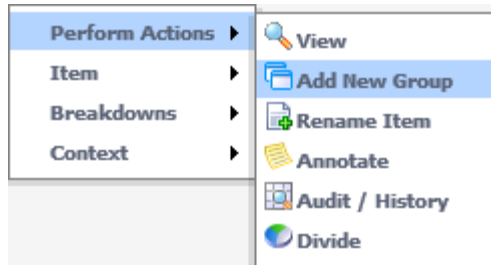 Perform Actions
Item
Breakdowns
Context
View
Add New Group
Rename Item
Annotate
Audit / History
Divide